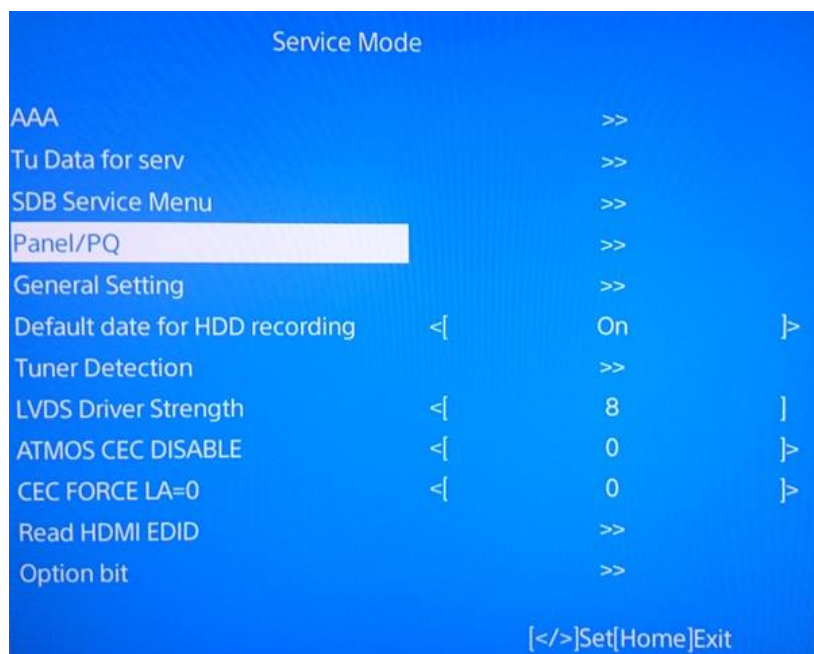 Service Mode
AAA >>
Tu Data for serv >>
SDB Service Menu >>
Panel/PQ >>
General Setting >>
Default date for HDD recording <[ On ]>
Tuner Detection >>
LVDS Driver Strength <[ 8 ]
ATMOS CEC DISABLE <[ 0 ]>
CEC FORCE LA=0 <[ 0 ]>
Read HDMI EDID >>
Option bit >>
[</>]Set[Home]Exit